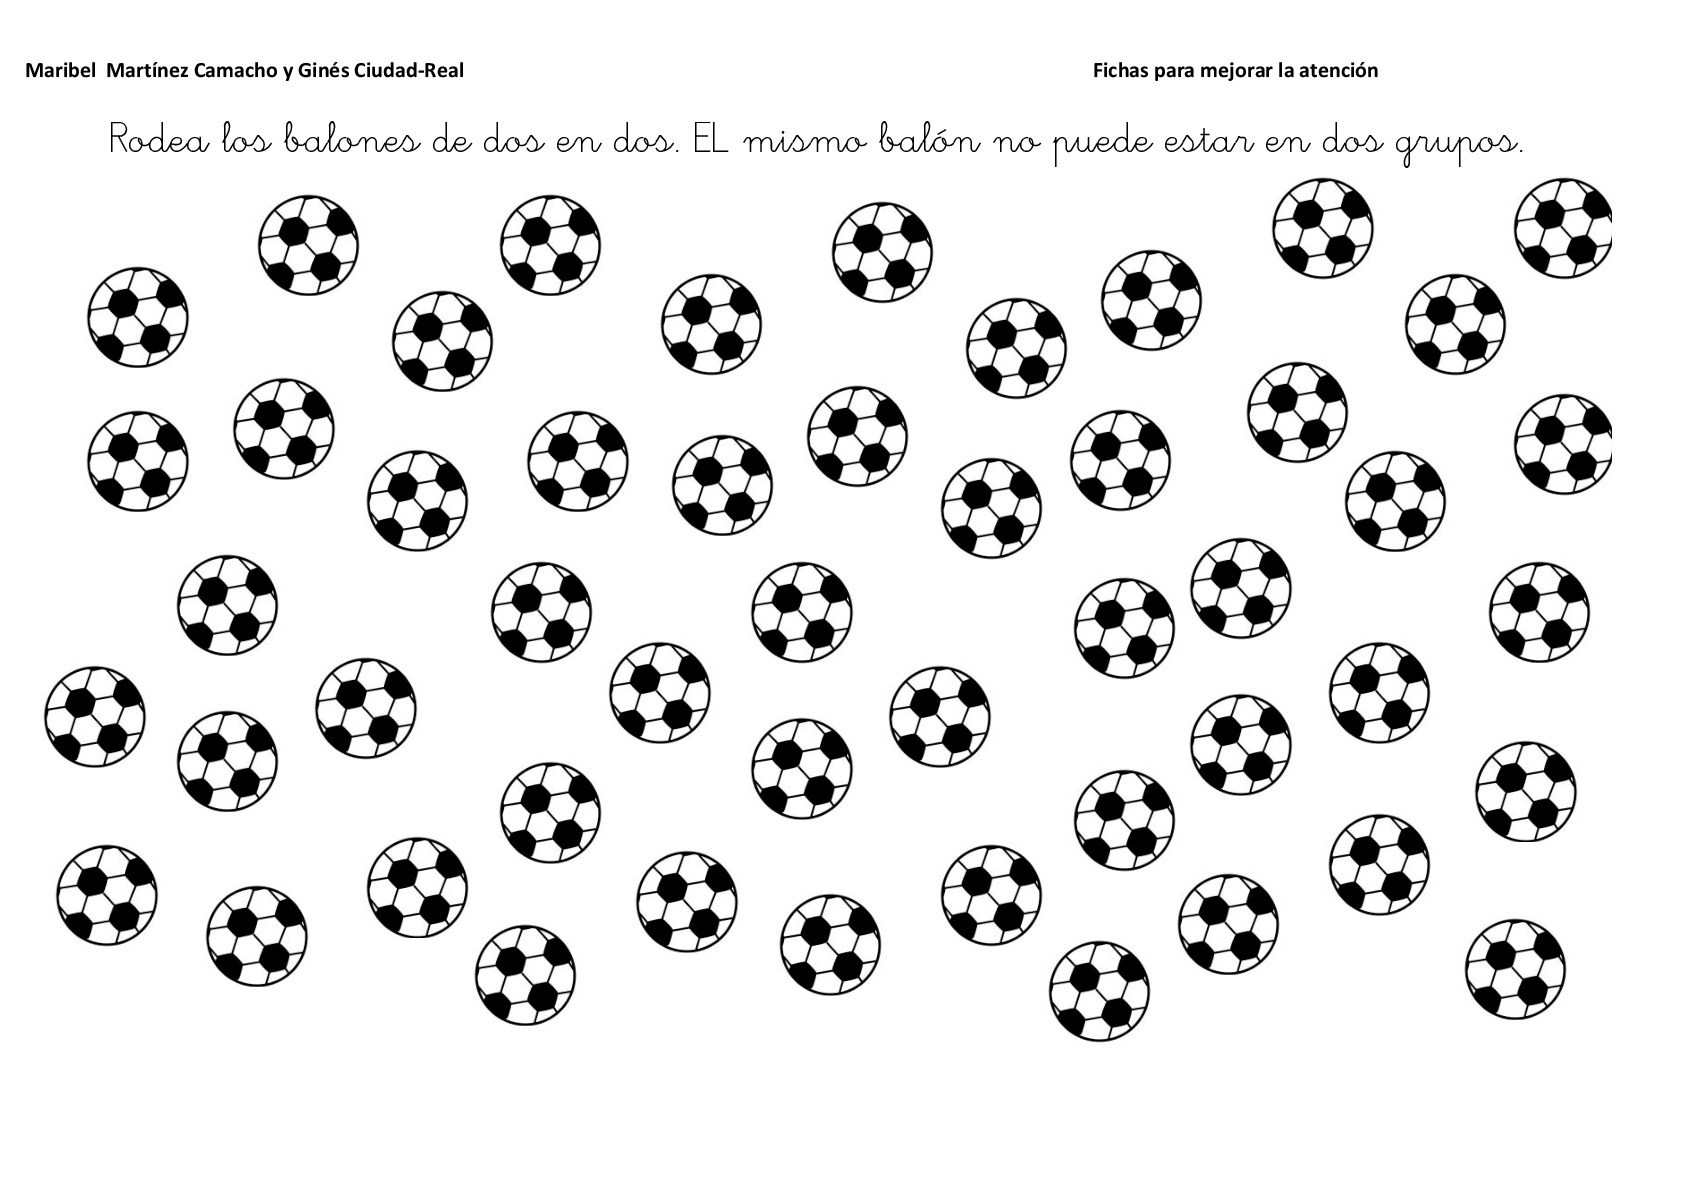 Maribel  Martínez Camacho y Ginés Ciudad-Real
Fichas para mejorar la atención
Rodea los balones de dos en dos. EL mismo balón no puede estar en dos grupos.